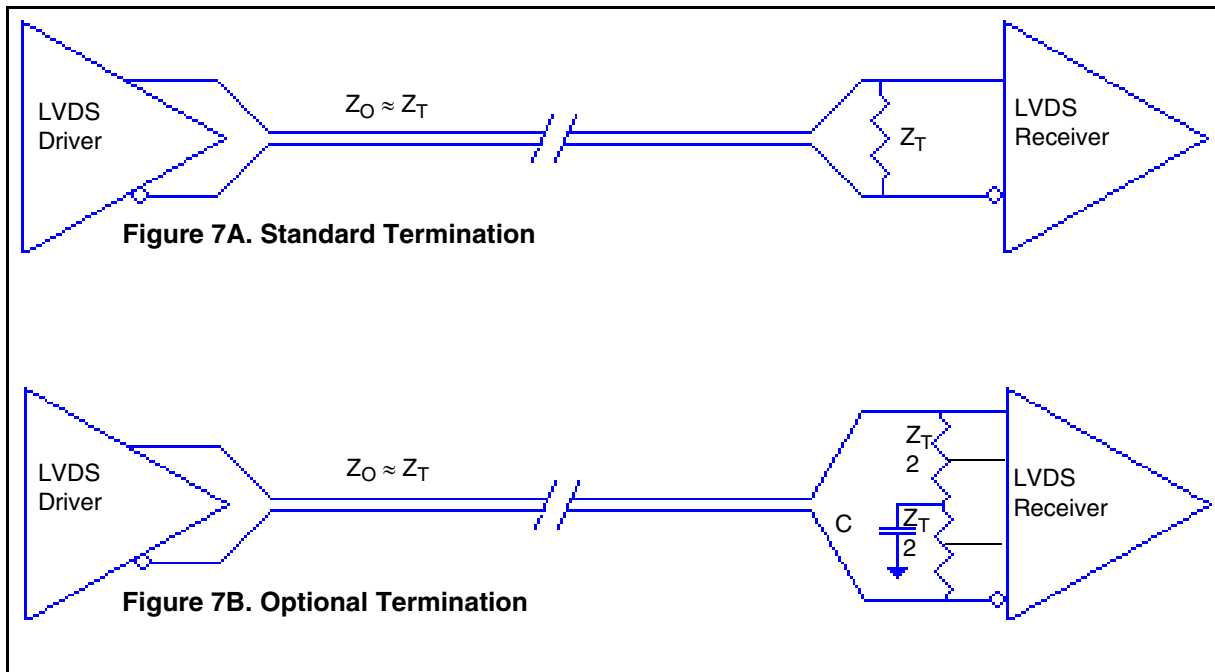 LVDS
Driver
Z_O ≈ Z_T
Z_T
LVDS
Receiver
Figure 7A. Standard Termination
LVDS
Driver
Z_O ≈ Z_T
C
Z_T
2
Z_T
2
LVDS
Receiver
Figure 7B. Optional Termination